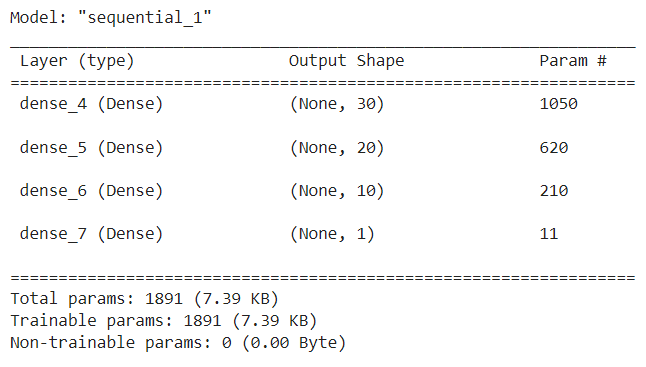 Model: "sequential_1"
_________________________________________________________________
Layer (type) Output Shape Param #
=================================================================
dense_4 (Dense) (None, 30) 1050
dense_5 (Dense) (None, 20) 620
dense_6 (Dense) (None, 10) 210
dense_7 (Dense) (None, 1) 11
=================================================================
Total params: 1891 (7.39 KB)
Trainable params: 1891 (7.39 KB)
Non-trainable params: 0 (0.00 Byte)